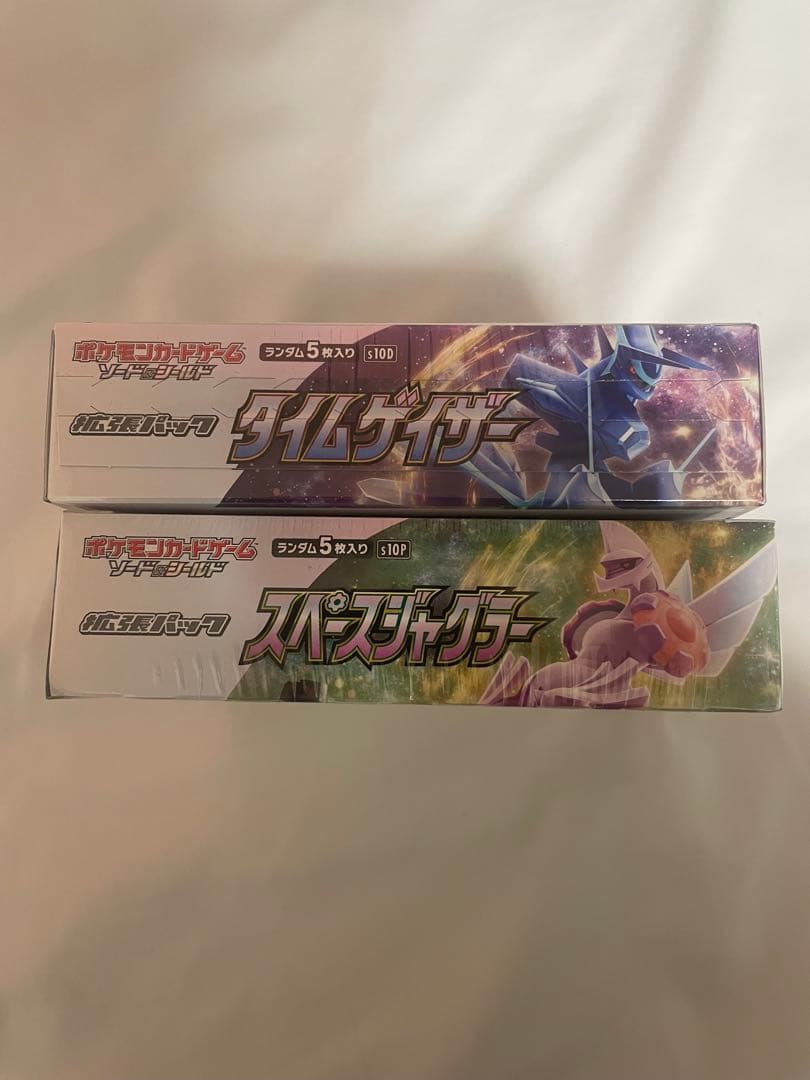 ポケモンカードゲーム
ソード&シールド
ランダム5枚入り s10D
拡張パック
タイムゲイザー
ポケモンカードゲーム
ソード&シールド
ランダム5枚入り s10P
拡張パック
スペースジャグラー